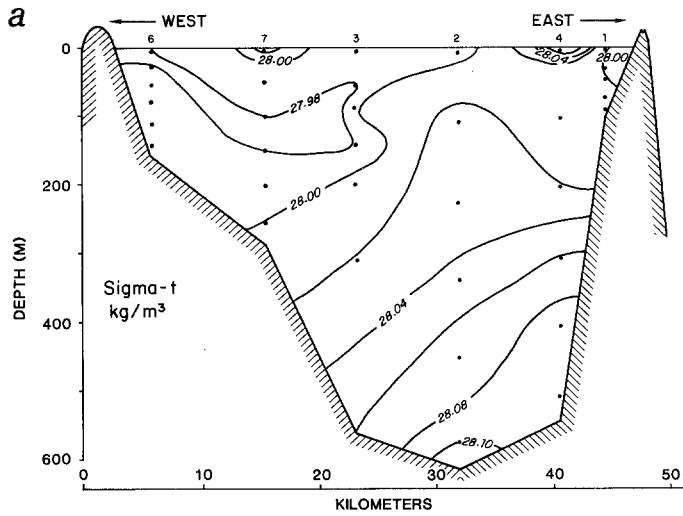 a
WEST
EAST
6 7 3 2 4 1
0
28.00
28.04
28.00
27.98
200
28.00
DEPTH (M)
Sigma-t
kg/m³
28.04
400
28.08
28.10
600
0 10 20 30 40 50
KILOMETERS